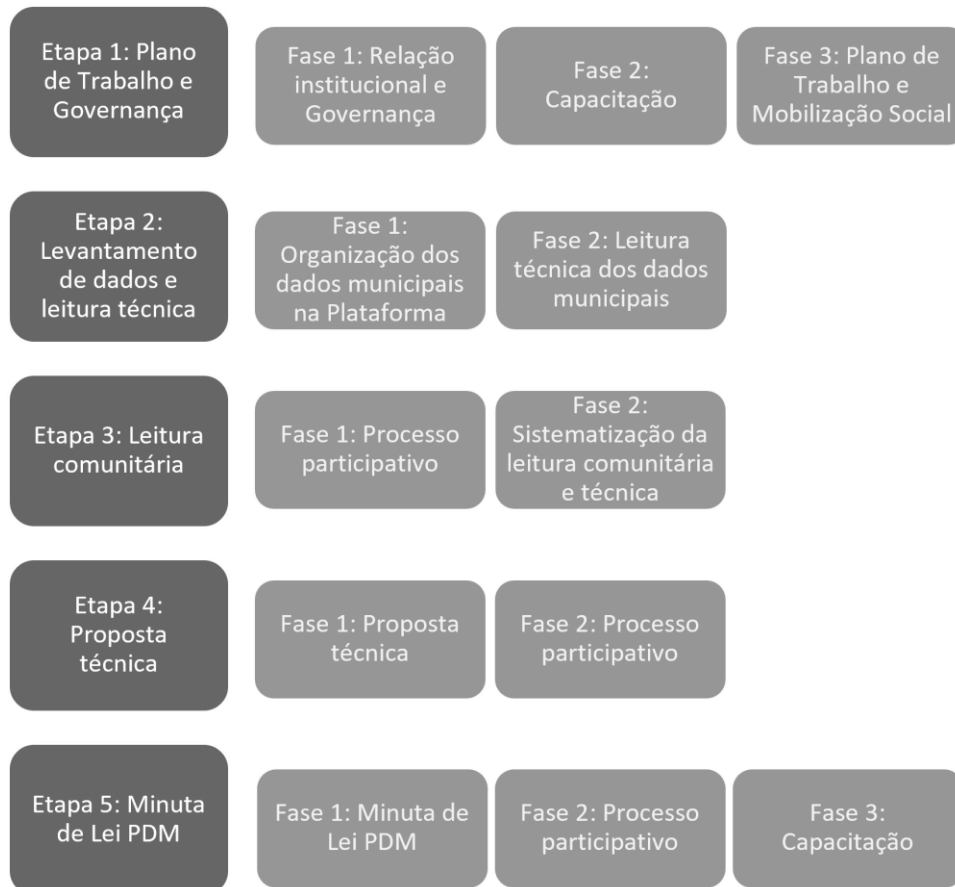 Etapa 1: Plano
de Trabalho e
Governança
Fase 1: Relação
institucional e
Governança
Fase 2:
Capacitação
Fase 3: Plano de
Trabalho e
Mobilização Social
Etapa 2:
Levantamento
de dados e
leitura técnica
Fase 1:
Organização dos
dados municipais
na Plataforma
Fase 2: Leitura
técnica dos dados
municipais
Etapa 3: Leitura
comunitária
Fase 1: Processo
participativo
Fase 2:
Sistematização da
leitura comunitária
e técnica
Etapa 4:
Proposta
técnica
Fase 1: Proposta
técnica
Fase 2: Processo
participativo
Etapa 5: Minuta
de Lei PDM
Fase 1: Minuta de
Lei PDM
Fase 2: Processo
participativo
Fase 3:
Capacitação